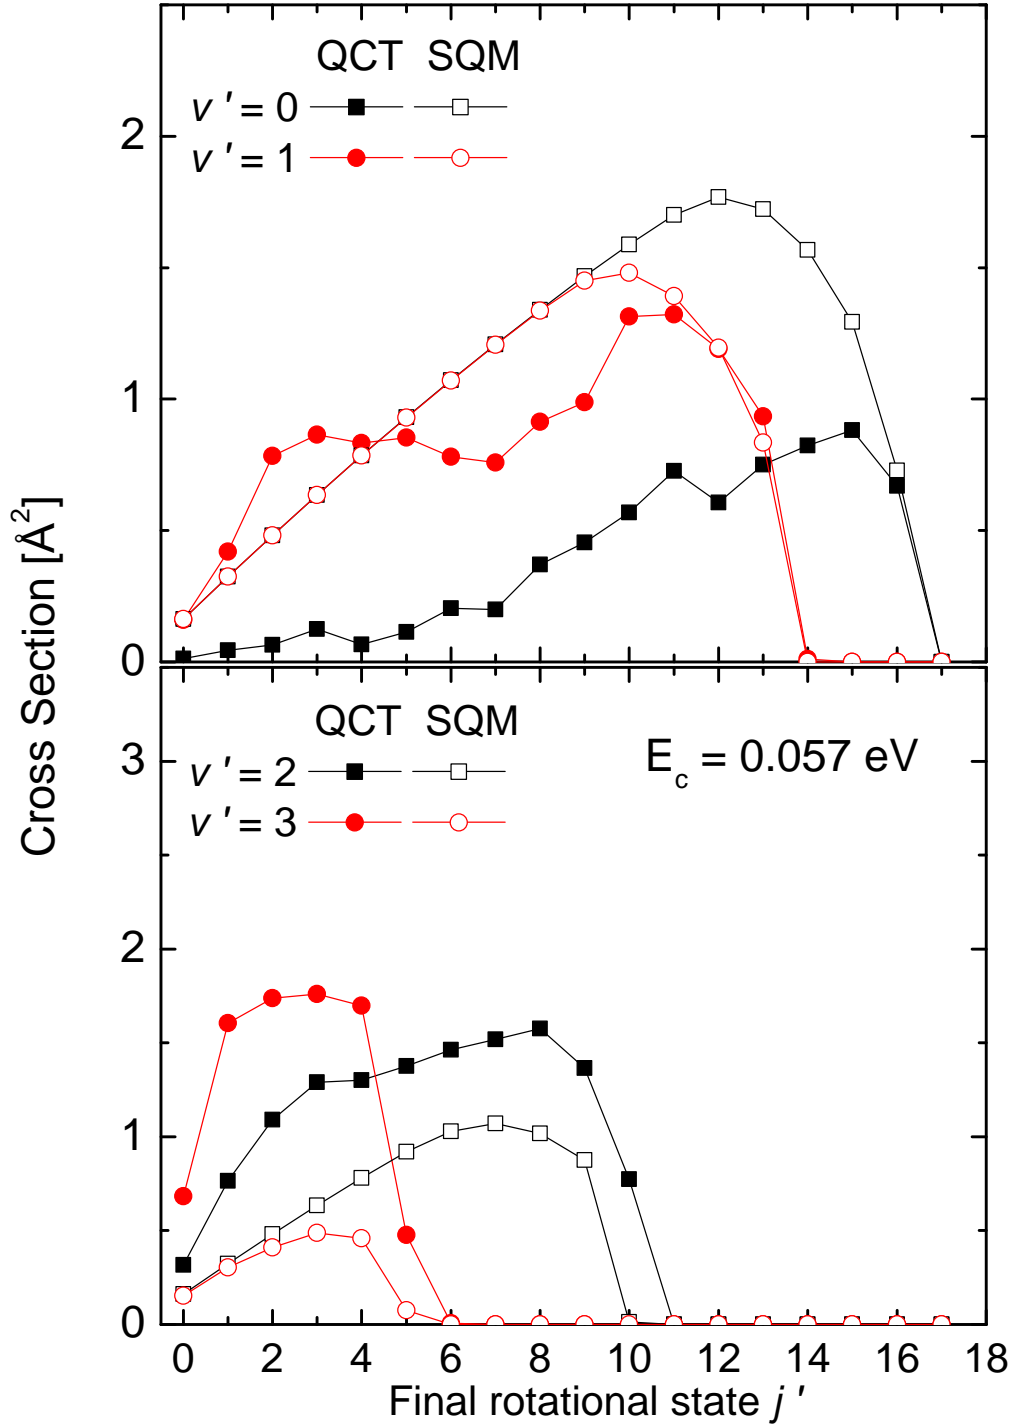 QCT SQM
v ' = 0
v ' = 1
2
1
0
Cross Section [Å²]
QCT SQM
v ' = 2
v ' = 3
E_c = 0.057 eV
3
2
1
0
0 2 4 6 8 10 12 14 16 18
Final rotational state j '